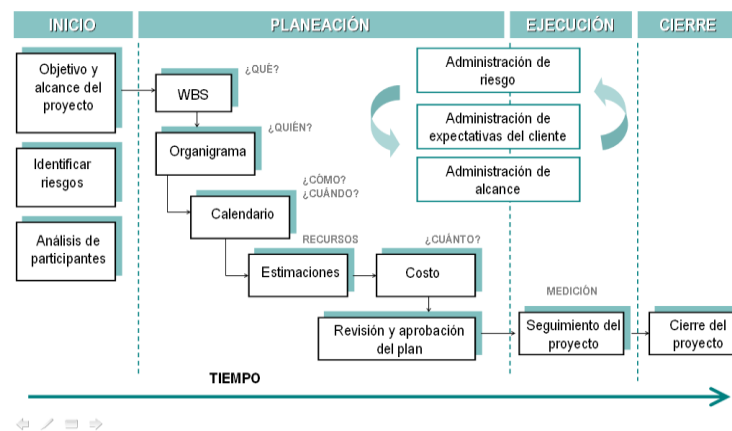 INICIO
PLANEACIÓN
EJECUCIÓN
CIERRE
Objetivo y
alcance del
proyecto
Identificar
riesgos
Análisis de
participantes
¿QUÉ?
WBS
¿QUIÉN?
Organigrama
¿CÒMO?
¿CUÁNDO?
Calendario
RECURSOS
Estimaciones
¿CUÁNTO?
Costo
Revisión y aprobación
del plan
Administración de
riesgo
Administración de
expectativas del cliente
Administración de
alcance
MEDICIÓN
Seguimiento del
proyecto
Cierre del
proyecto
TIEMPO